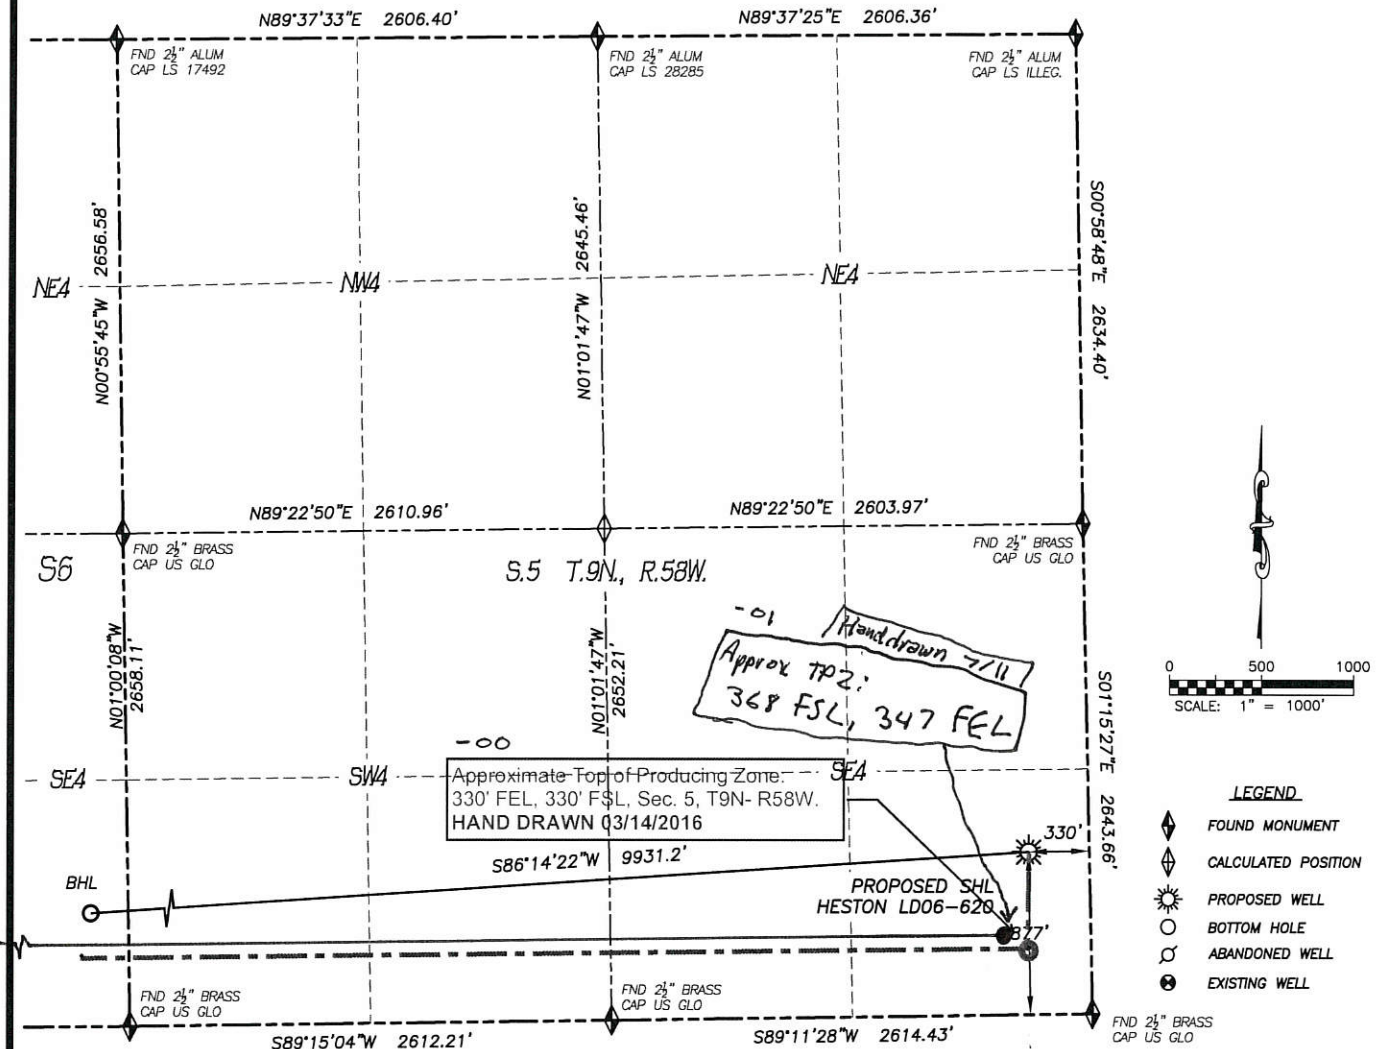 N89°37'33"E 2606.40'
N89°37'25"E 2606.36'
FND 2½" ALUM
CAP LS 17492
FND 2½" ALUM
CAP LS 28285
FND 2½" ALUM
CAP LS ILLEG.
N00°55'45"W 2656.58'
N01°01'47"W 2645.46'
S00°58'48"E 2634.40'
NE4
NW4
NE4
N89°22'50"E 2610.96'
N89°22'50"E 2603.97'
FND 2½" BRASS
CAP US GLO
FND 2½" BRASS
CAP US GLO
S6
S.5 T.9N., R.58W.
N01°00'08"W
2658.11'
N01°01'47"W
2652.21'
S01°15'27"E 2643.66'
-01
Handdrawn 7/11
Approx TPZ:
368 FSL, 347 FEL
-00
Approximate Top of Producing Zone:
330' FEL, 330' FSL, Sec. 5, T9N- R58W.
HAND DRAWN 03/14/2016
SE4
SW4
SE4
S86°14'22"W 9931.2'
330'
BHL
PROPOSED SHL
HESTON LD06-620
877'
FND 2½" BRASS
CAP US GLO
FND 2½" BRASS
CAP US GLO
FND 2½" BRASS
CAP US GLO
S89°15'04"W 2612.21'
S89°11'28"W 2614.43'
0 500 1000
SCALE: 1" = 1000'
LEGEND
FOUND MONUMENT
CALCULATED POSITION
PROPOSED WELL
BOTTOM HOLE
ABANDONED WELL
EXISTING WELL